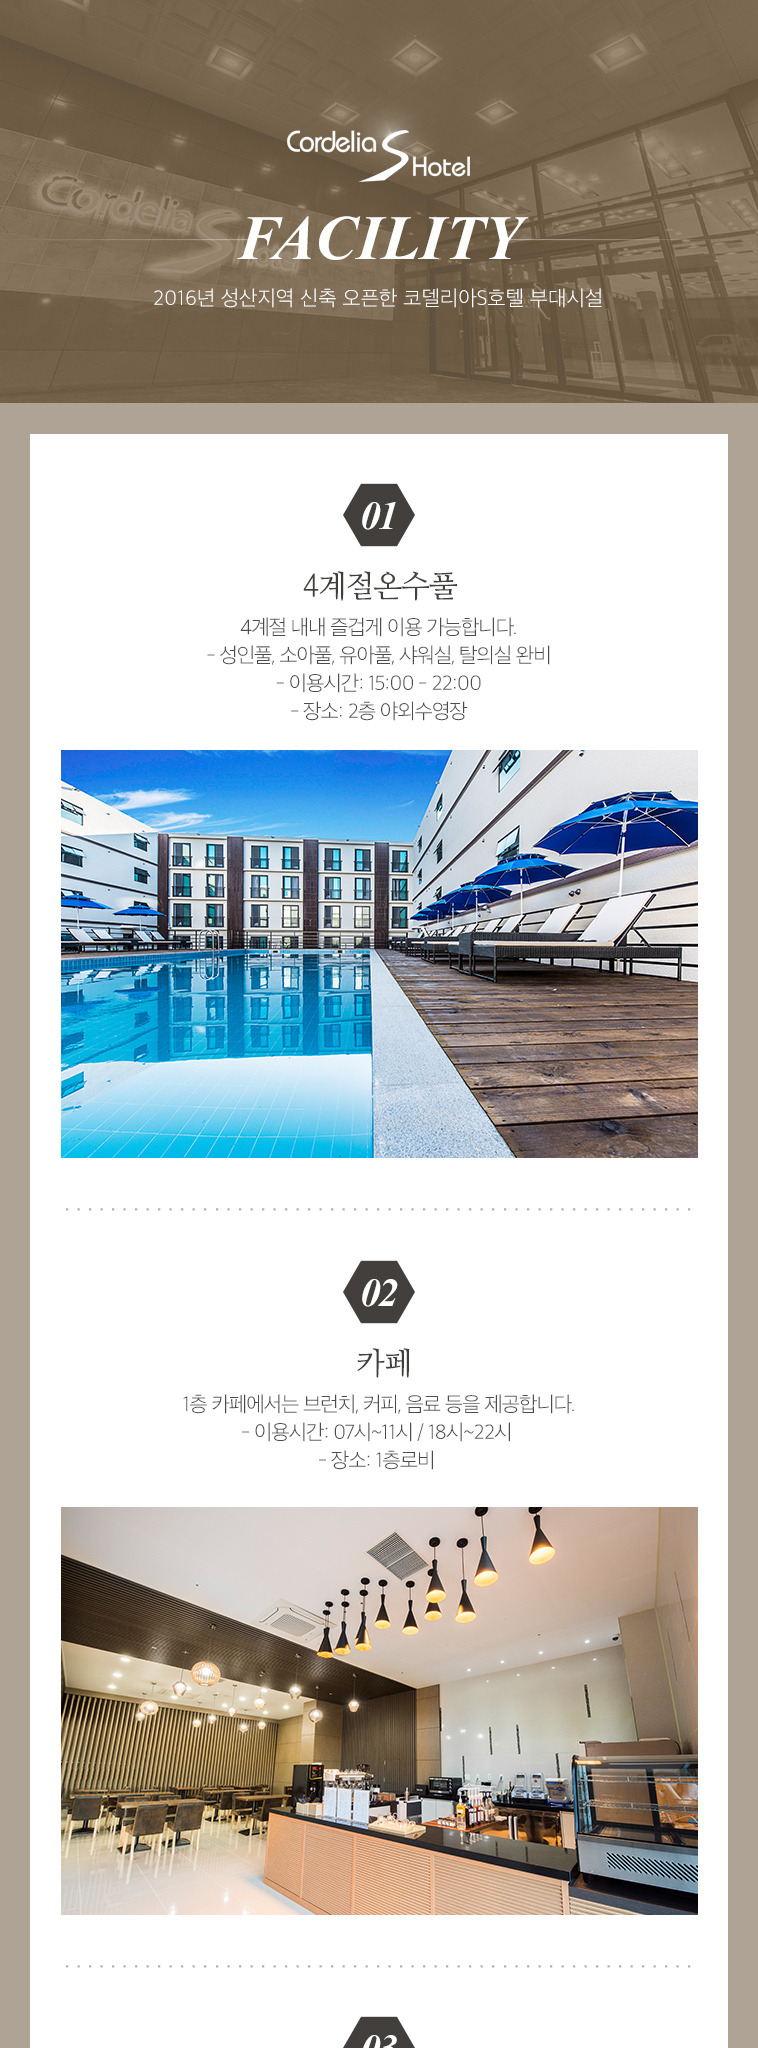 Cordelia S Hotel
FACILITY
2016년 성산지역 신축 오픈한 코델리아S호텔 부대시설
01
4계절온수풀
4계절 내내 즐겁게 이용 가능합니다.
- 성인풀, 소아풀, 유아풀, 샤워실, 탈의실 완비
- 이용시간: 15:00 - 22:00
- 장소: 2층 야외수영장
02
카페
1층 카페에서는 브런치, 커피, 음료 등을 제공합니다.
- 이용시간: 07시~11시 / 18시~22시
- 장소: 1층로비
03